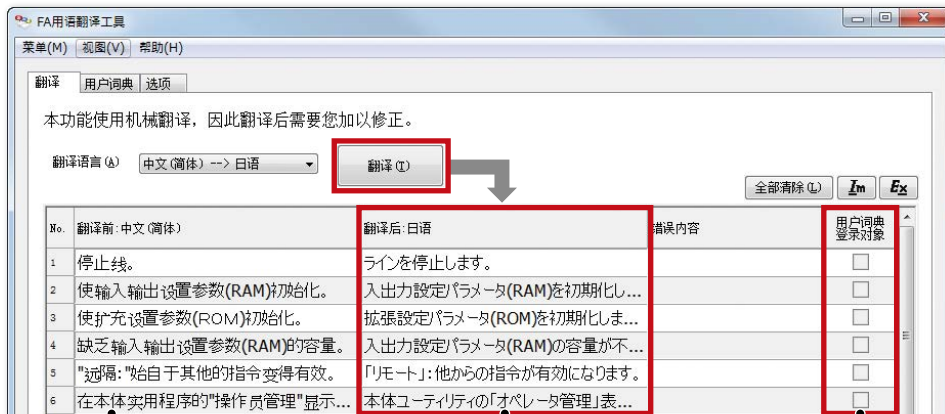 FA用语翻译工具
菜单(M) 视图(V) 帮助(H)
翻译 用户词典 选项
本功能使用机械翻译，因此翻译后需要您加以修正。
翻译语言(A) 中文(简体) --> 日语 翻译(T)
全部清除(L) Im Ex
No. 翻译前:中文(简体) 翻译后:日语 错误内容 用户词典
登录对象
1 停止线。 ラインを停止します。
2 使输入输出设置参数(RAM)初始化。 入出力設定パラメータ(RAM)を初期化し...
3 使扩充设置参数(ROM)初始化。 拡張設定パラメータ(ROM)を初期化しま...
4 缺乏输入输出设置参数(RAM)的容量。 入出力設定パラメータ(RAM)の容量が不...
5 "远隔:"始自于其他的指令变得有效。 「リモート」:他からの指令が有効になります。
6 在本体实用程序的"操作员管理"显示... 本体ユーティリティの「オペレータ管理」表...